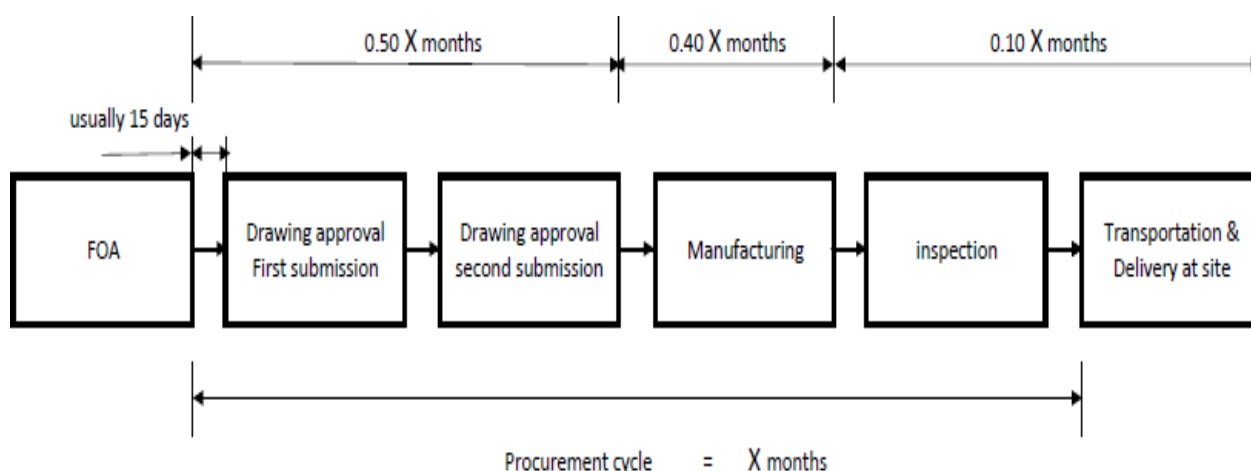 0.50 X months
0.40 X months
0.10 X months
usually 15 days
FOA
Drawing approval
First submission
Drawing approval
second submission
Manufacturing
inspection
Transportation &
Delivery at site
Procurement cycle = X months